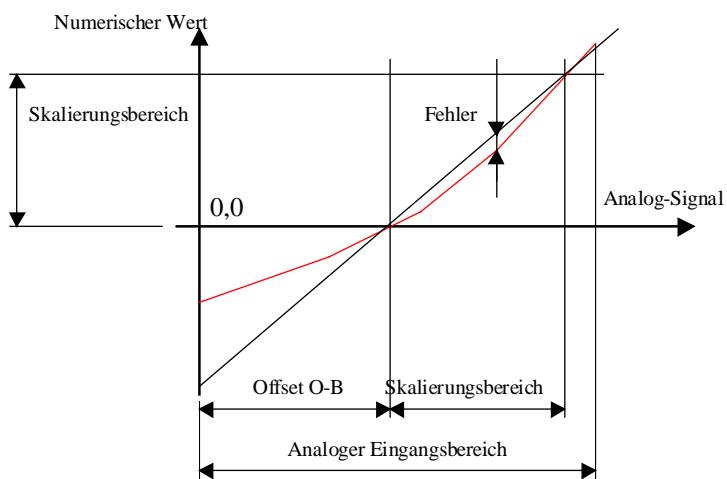 Numerischer Wert
Skalierungsbereich
Fehler
0,0
Analog-Signal
Offset O-B
Skalierungsbereich
Analoger Eingangsbereich